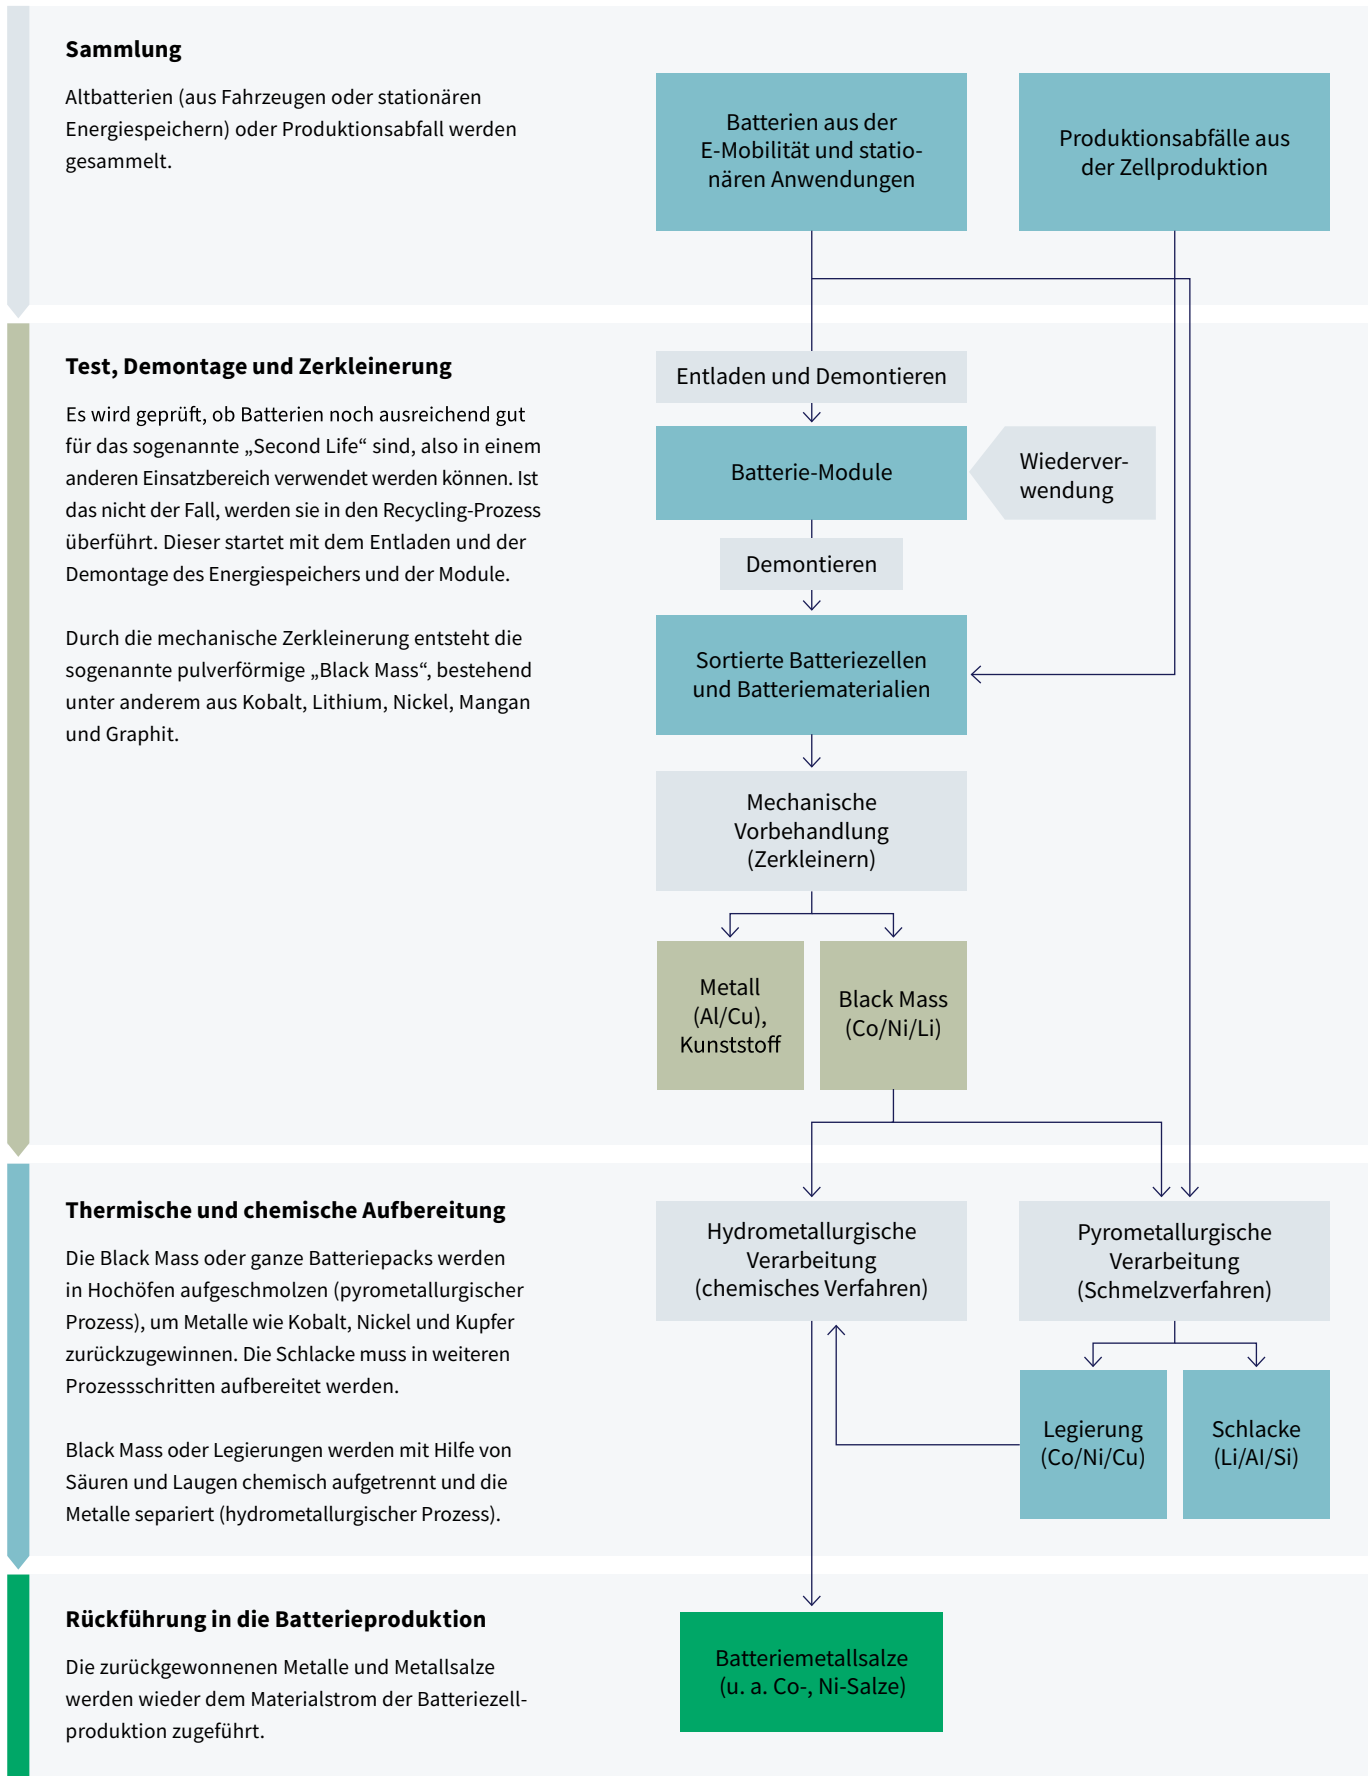 Sammlung
Altbatterien (aus Fahrzeugen oder stationären
Energiespeichern) oder Produktionsabfall werden
gesammelt.
Batterien aus der
E-Mobilität und statio-
nären Anwendungen
Produktionsabfälle aus
der Zellproduktion
Test, Demontage und Zerkleinerung
Es wird geprüft, ob Batterien noch ausreichend gut
für das sogenannte „Second Life“ sind, also in einem
anderen Einsatzbereich verwendet werden können. Ist
das nicht der Fall, werden sie in den Recycling-Prozess
überführt. Dieser startet mit dem Entladen und der
Demontage des Energiespeichers und der Module.
Durch die mechanische Zerkleinerung entsteht die
sogenannte pulverförmige „Black Mass“, bestehend
unter anderem aus Kobalt, Lithium, Nickel, Mangan
und Graphit.
Entladen und Demontieren
Batterie-Module
Wiederver-
wendung
Demontieren
Sortierte Batteriezellen
und Batteriematerialien
Mechanische
Vorbehandlung
(Zerkleinern)
Metall
(Al/Cu),
Kunststoff
Black Mass
(Co/Ni/Li)
Thermische und chemische Aufbereitung
Die Black Mass oder ganze Batteriepacks werden
in Hochöfen aufgeschmolzen (pyrometallurgischer
Prozess), um Metalle wie Kobalt, Nickel und Kupfer
zurückzugewinnen. Die Schlacke muss in weiteren
Prozessschritten aufbereitet werden.
Black Mass oder Legierungen werden mit Hilfe von
Säuren und Laugen chemisch aufgetrennt und die
Metalle separiert (hydrometallurgischer Prozess).
Hydrometallurgische
Verarbeitung
(chemisches Verfahren)
Pyrometallurgische
Verarbeitung
(Schmelzverfahren)
Legierung
(Co/Ni/Cu)
Schlacke
(Li/Al/Si)
Rückführung in die Batterieproduktion
Die zurückgewonnenen Metalle und Metallsalze
werden wieder dem Materialstrom der Batteriezell-
produktion zugeführt.
Batteriemetallsalze
(u. a. Co-, Ni-Salze)